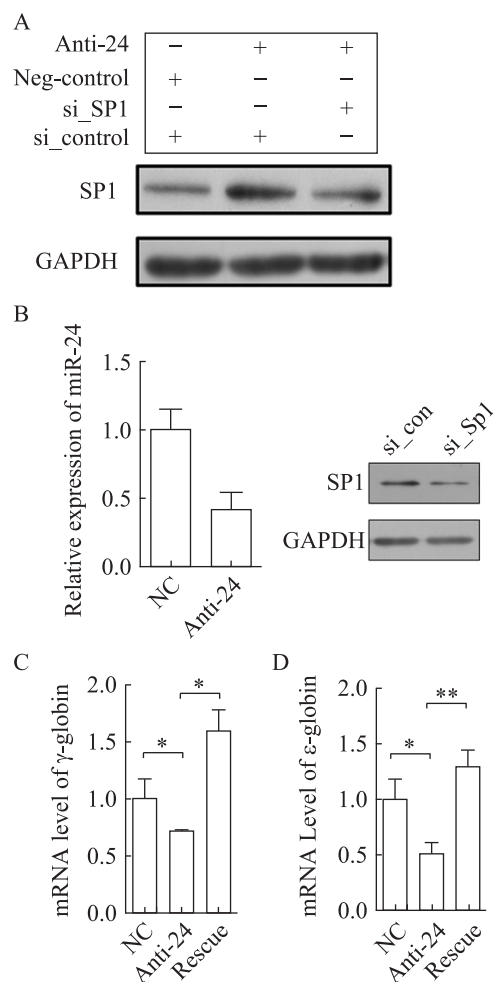 A
Anti-24 − + +
Neg-control + − −
si_SP1 − − +
si_control + + −
SP1
GAPDH
B
Relative expression of miR-24
1.5
1.0
0.5
0.0
NC
Anti-24
si_con
si_Sp1
SP1
GAPDH
C
mRNA level of γ-globin
2.0
1.5
1.0
0.5
0.0
*
*
NC
Anti-24
Rescue
D
mRNA Level of ε-globin
2.0
1.5
1.0
0.5
0.0
*
**
NC
Anti-24
Rescue